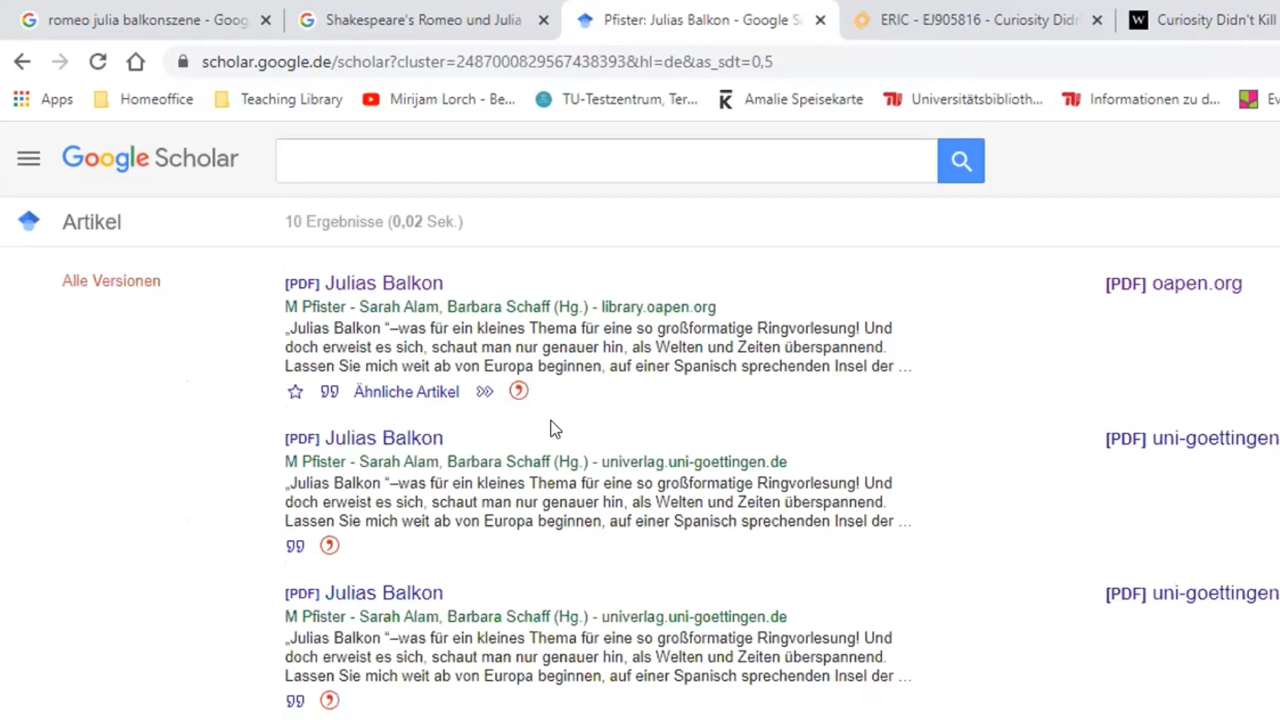 romeo julia balkonszene - Goog
Shakespeare's Romeo und Julia
Pfister: Julias Balkon - Google S
ERIC - EJ905816 - Curiosity Didn'
W Curiosity Didn't Kill
scholar.google.de/scholar?cluster=2487000829567438393&hl=de&as_sdt=0,5
Apps
Homeoffice
Teaching Library
Mirijam Lorch - Be...
TU-Testzentrum, Ter...
Amalie Speisekarte
Universitätsbiblioth...
Informationen zu d...
Ev
Google Scholar
Artikel
10 Ergebnisse (0,02 Sek.)
Alle Versionen
[PDF] Julias Balkon
[PDF] oapen.org
M Pfister - Sarah Alam, Barbara Schaff (Hg.) - library.oapen.org
„Julias Balkon “–was für ein kleines Thema für eine so großformatige Ringvorlesung! Und
doch erweist es sich, schaut man nur genauer hin, als Welten und Zeiten überspannend.
Lassen Sie mich weit ab von Europa beginnen, auf einer Spanisch sprechenden Insel der ...
Ähnliche Artikel
[PDF] Julias Balkon
[PDF] uni-goettingen
M Pfister - Sarah Alam, Barbara Schaff (Hg.) - univerlag.uni-goettingen.de
„Julias Balkon “–was für ein kleines Thema für eine so großformatige Ringvorlesung! Und
doch erweist es sich, schaut man nur genauer hin, als Welten und Zeiten überspannend.
Lassen Sie mich weit ab von Europa beginnen, auf einer Spanisch sprechenden Insel der ...
[PDF] Julias Balkon
[PDF] uni-goettingen
M Pfister - Sarah Alam, Barbara Schaff (Hg.) - univerlag.uni-goettingen.de
„Julias Balkon “–was für ein kleines Thema für eine so großformatige Ringvorlesung! Und
doch erweist es sich, schaut man nur genauer hin, als Welten und Zeiten überspannend.
Lassen Sie mich weit ab von Europa beginnen, auf einer Spanisch sprechenden Insel der ...